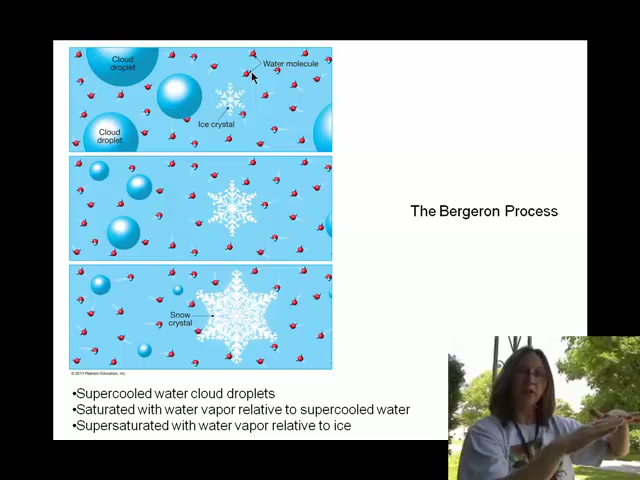 Cloud
droplet
Water molecule
Ice crystal
Cloud
droplet
The Bergeron Process
Snow
crystal
© 2013 Pearson Education, Inc.
•Supercooled water cloud droplets
•Saturated with water vapor relative to supercooled water
•Supersaturated with water vapor relative to ice